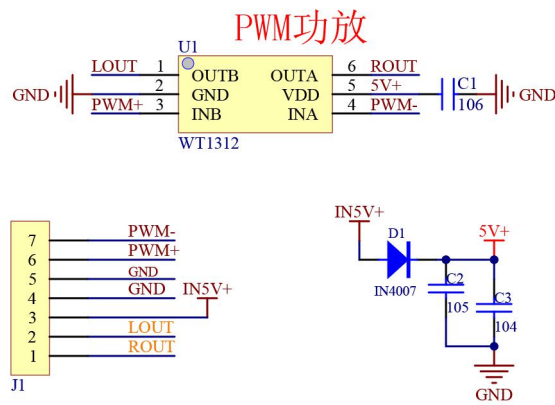 PWM功放
U1
LOUT 1 OUTB OUTA 6 ROUT
GND 2 GND VDD 5 5V+ C1 GND
PWM+ 3 INB INA 4 PWM- 106
WT1312
7 PWM-
6 PWM+
5 GND
4 GND
3 IN5V+
2 LOUT
1 ROUT
J1
IN5V+ D1 5V+
IN4007 C2 105
C3 104
GND